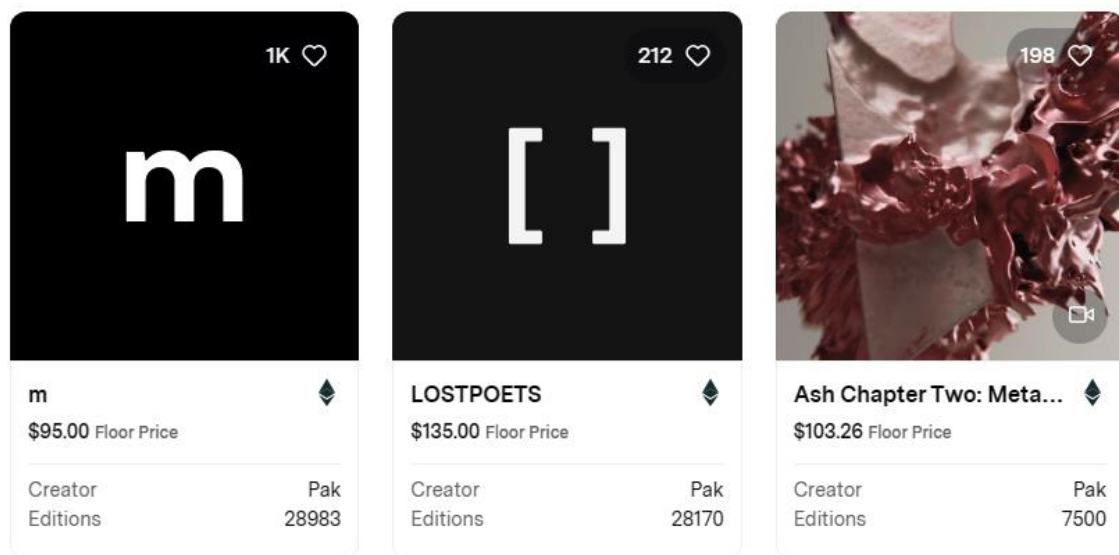 1K
m
m
$95.00 Floor Price
Creator Pak
Editions 28983
212
[ ]
LOSTPOETS
$135.00 Floor Price
Creator Pak
Editions 28170
198
Ash Chapter Two: Meta...
$103.26 Floor Price
Creator Pak
Editions 7500